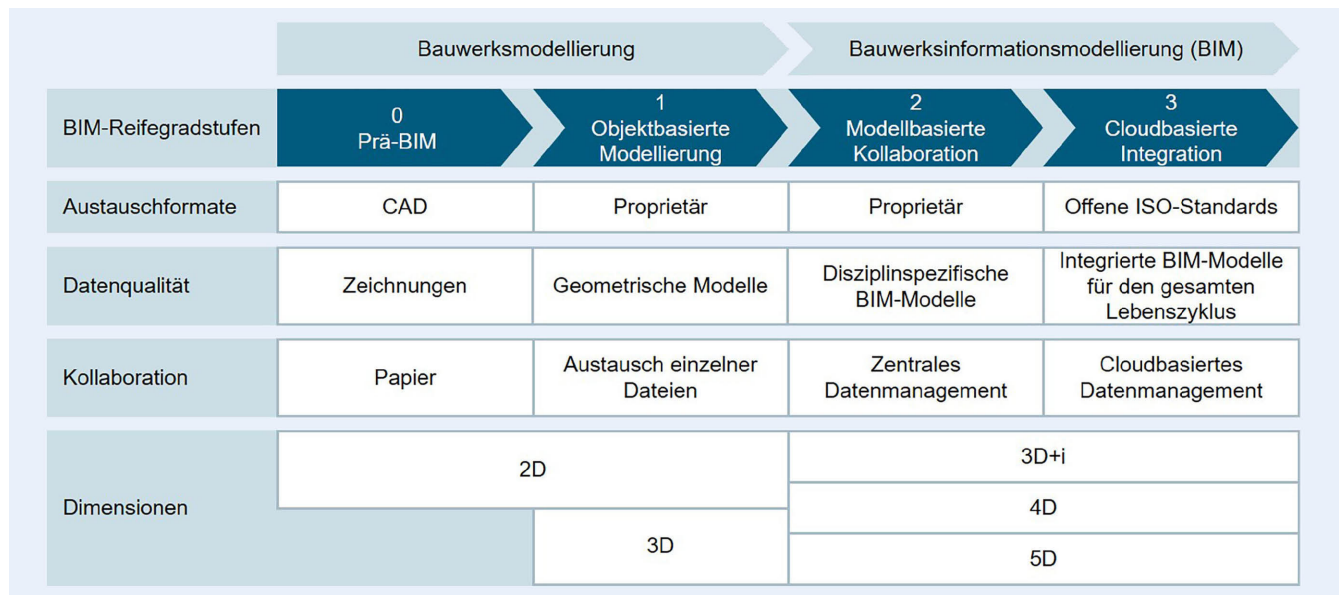 Bauwerksmodellierung
Bauwerksinformationsmodellierung (BIM)
BIM-Reifegradstufen
0
Prä-BIM
1
Objektbasierte
Modellierung
2
Modellbasierte
Kollaboration
3
Cloudbasierte
Integration
Austauschformate
CAD
Proprietär
Proprietär
Offene ISO-Standards
Datenqualität
Zeichnungen
Geometrische Modelle
Disziplinspezifische
BIM-Modelle
Integrierte BIM-Modelle
für den gesamten
Lebenszyklus
Kollaboration
Papier
Austausch einzelner
Dateien
Zentrales
Datenmanagement
Cloudbasiertes
Datenmanagement
Dimensionen
2D
3D
3D+i
4D
5D